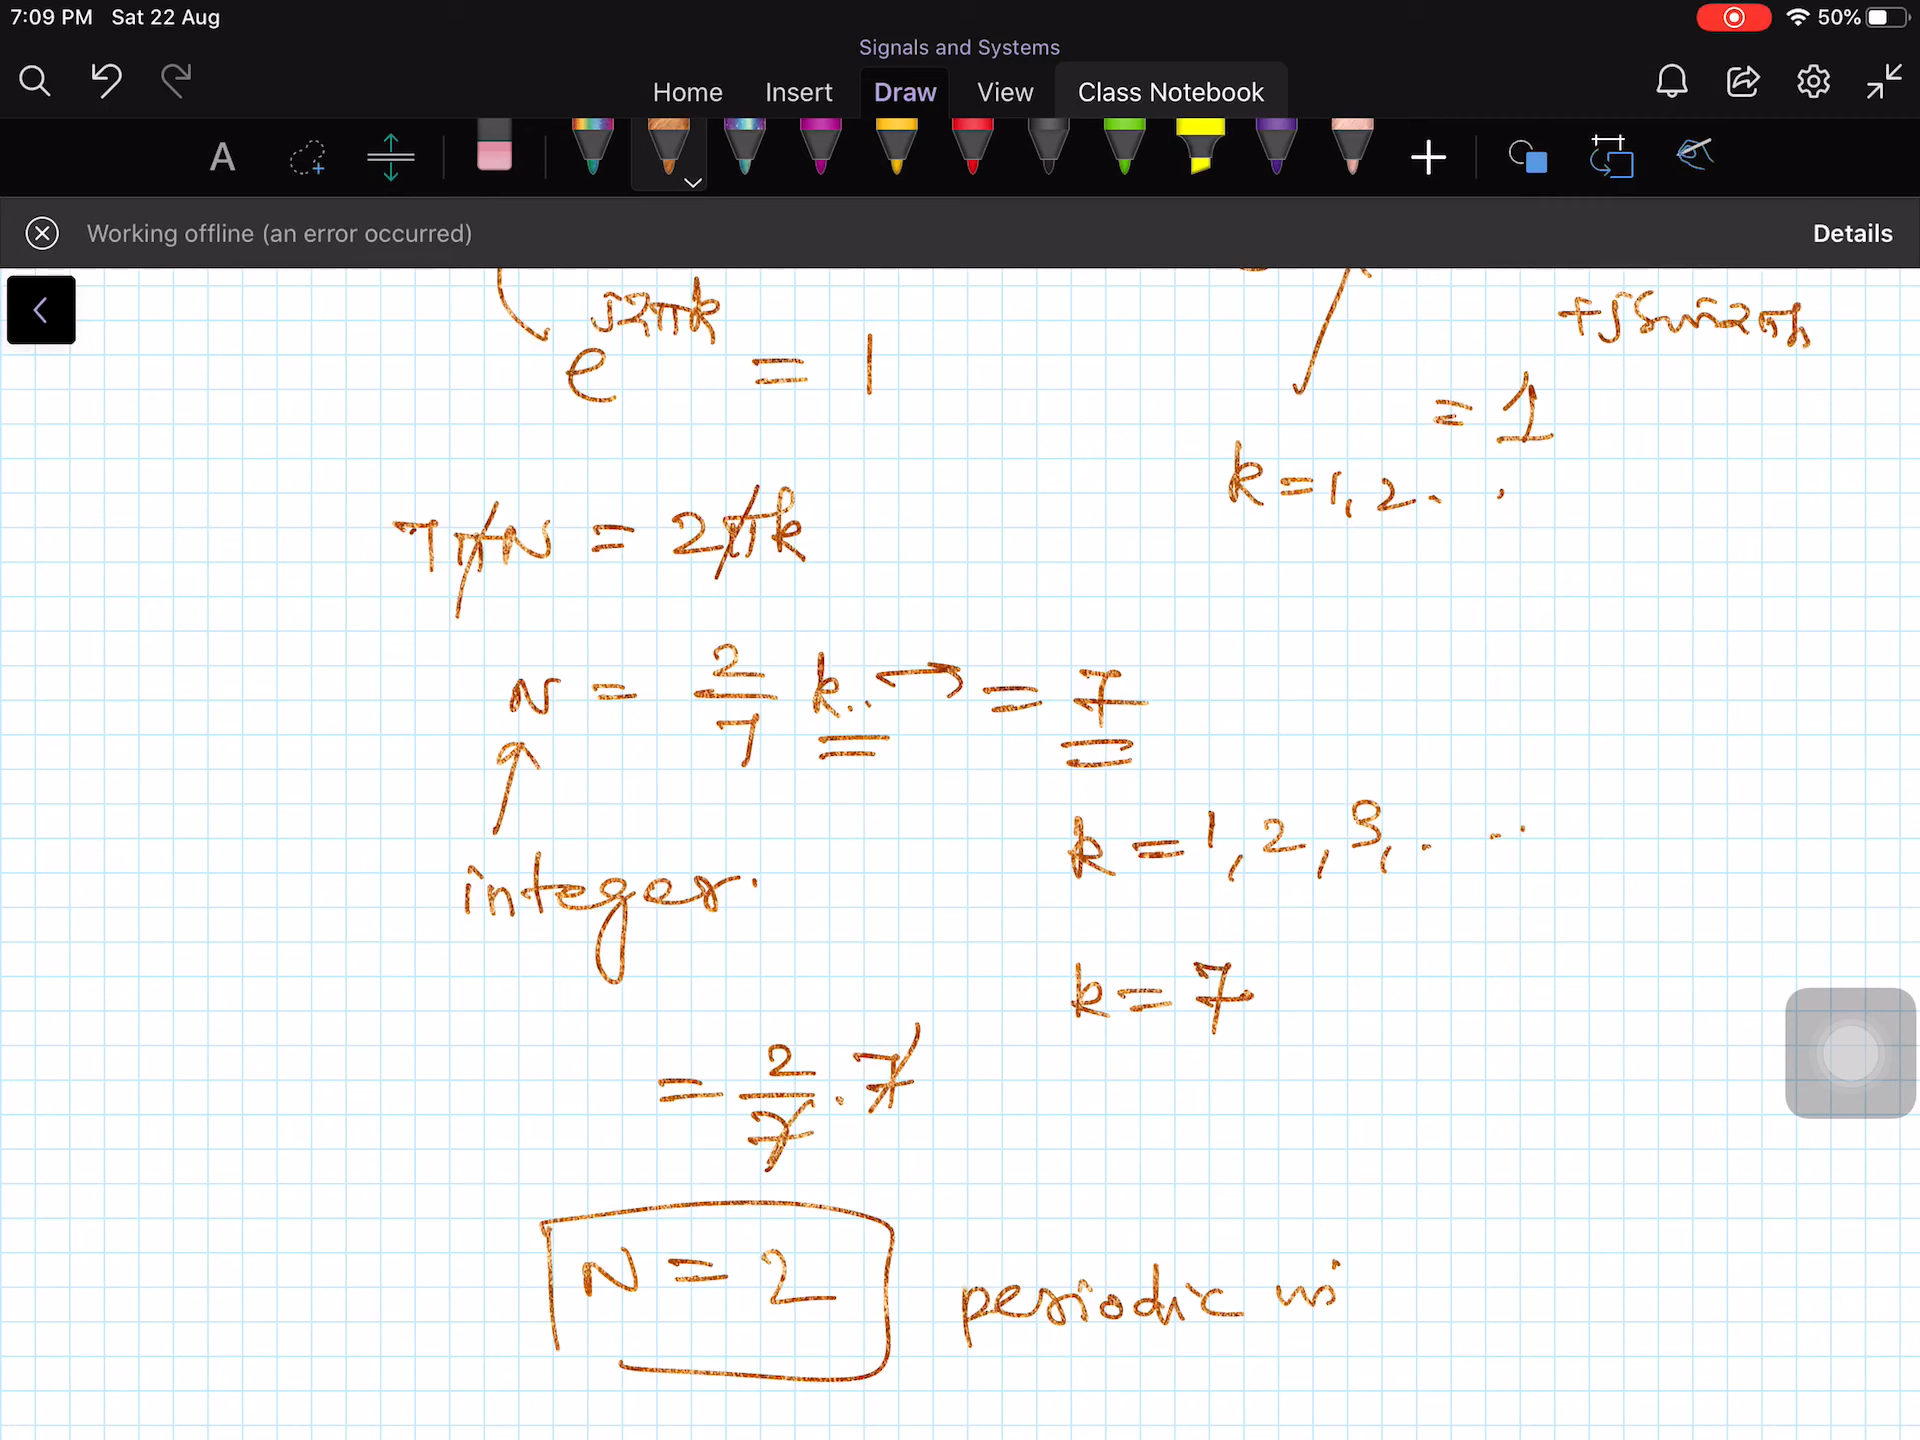 7:09 PM Sat 22 Aug
50%
Signals and Systems
Home Insert Draw View Class Notebook
A
Working offline (an error occurred)
Details
e^{j2πk} = 1
+jsin2πk
= 1
k = 1, 2. .
7πN = 2πk
N = 2/7 k.. = 7
k = 1, 2, 3, . ..
integer.
k = 7
= 2/7 . 7
N = 2 periodic